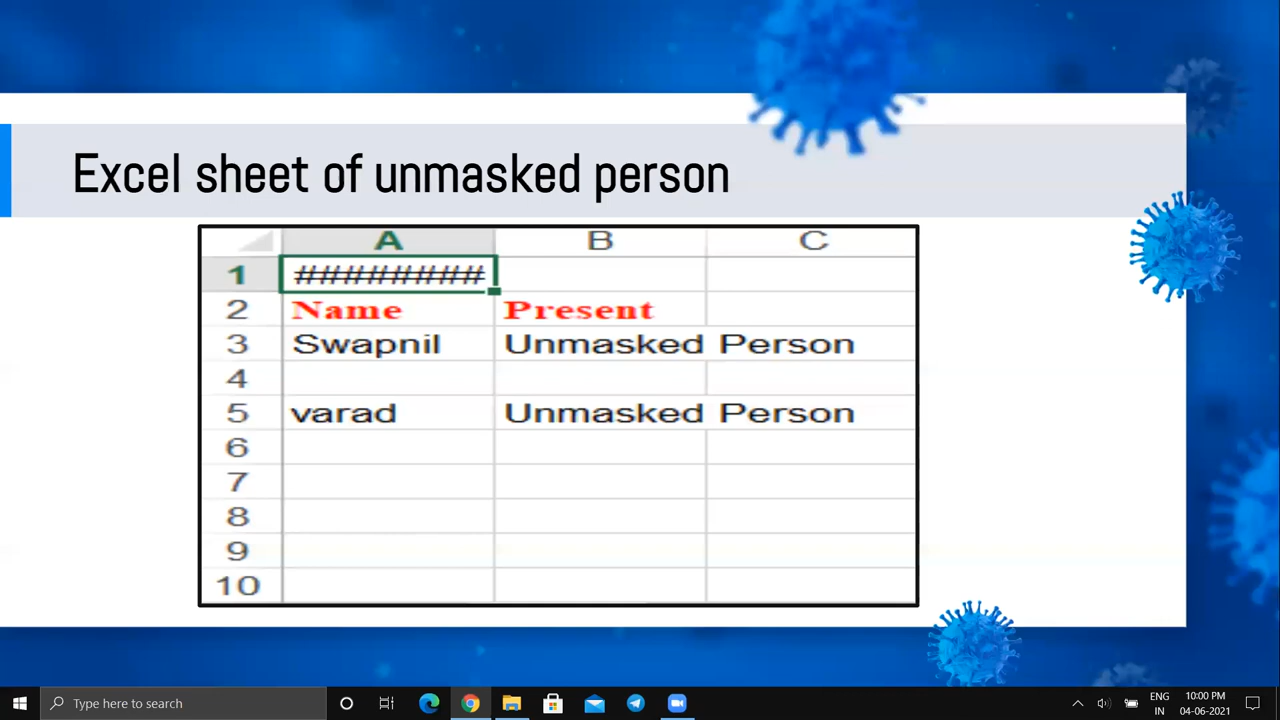 Excel sheet of unmasked person
A B C
1 ########
2 Name Present
3 Swapnil Unmasked Person
4
5 varad Unmasked Person
6
7
8
9
10
Type here to search
ENG 10:00 PM
IN 04-06-2021